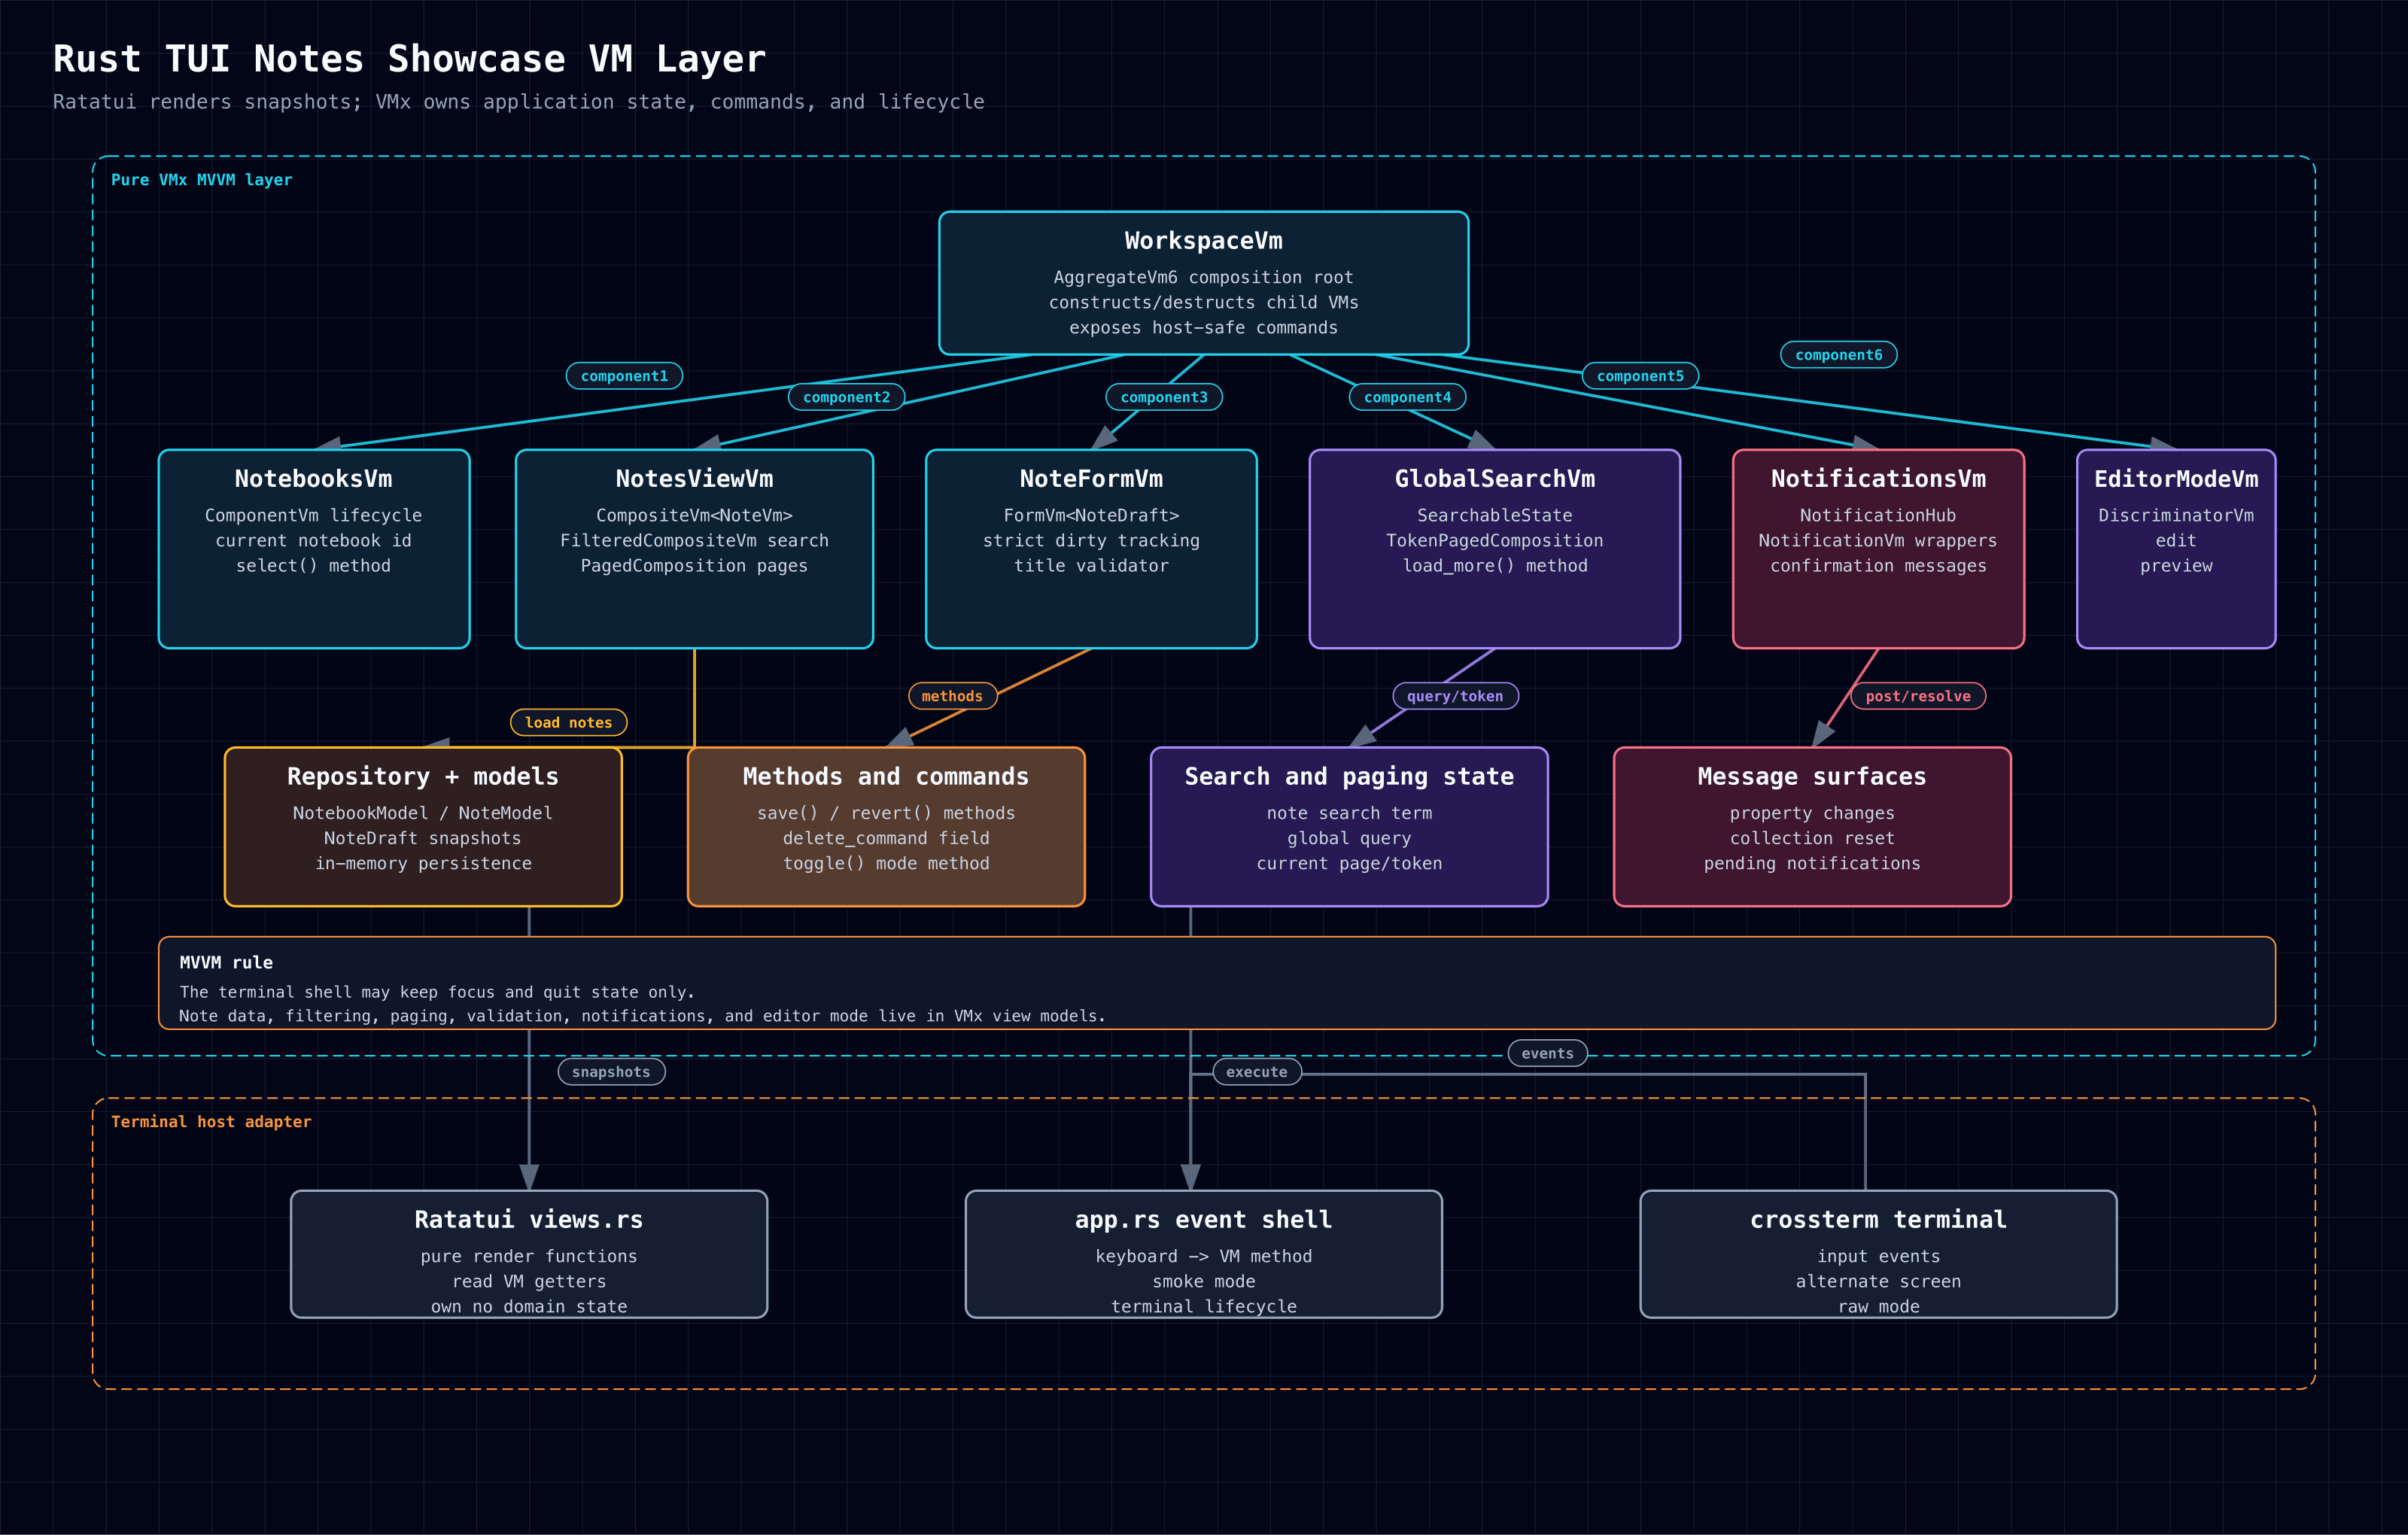 Rust TUI Notes Showcase VM Layer
Ratatui renders snapshots; VMx owns application state, commands, and lifecycle
Pure VMx MVVM layer
WorkspaceVm
AggregateVm6 composition root
constructs/destructs child VMs
exposes host-safe commands
component1
component2
component3
component4
component5
component6
NotebooksVm
ComponentVm lifecycle
current notebook id
select() method
NotesViewVm
CompositeVm<NoteVm>
FilteredCompositeVm search
PagedComposition pages
NoteFormVm
FormVm<NoteDraft>
strict dirty tracking
title validator
GlobalSearchVm
SearchableState
TokenPagedComposition
load_more() method
NotificationsVm
NotificationHub
NotificationVm wrappers
confirmation messages
EditorModeVm
DiscriminatorVm
edit
preview
load notes
methods
query/token
post/resolve
Repository + models
NotebookModel / NoteModel
NoteDraft snapshots
in-memory persistence
Methods and commands
save() / revert() methods
delete_command field
toggle() mode method
Search and paging state
note search term
global query
current page/token
Message surfaces
property changes
collection reset
pending notifications
MVVM rule
The terminal shell may keep focus and quit state only.
Note data, filtering, paging, validation, notifications, and editor mode live in VMx view models.
snapshots
execute
events
Terminal host adapter
Ratatui views.rs
pure render functions
read VM getters
own no domain state
app.rs event shell
keyboard -> VM method
smoke mode
terminal lifecycle
crossterm terminal
input events
alternate screen
raw mode